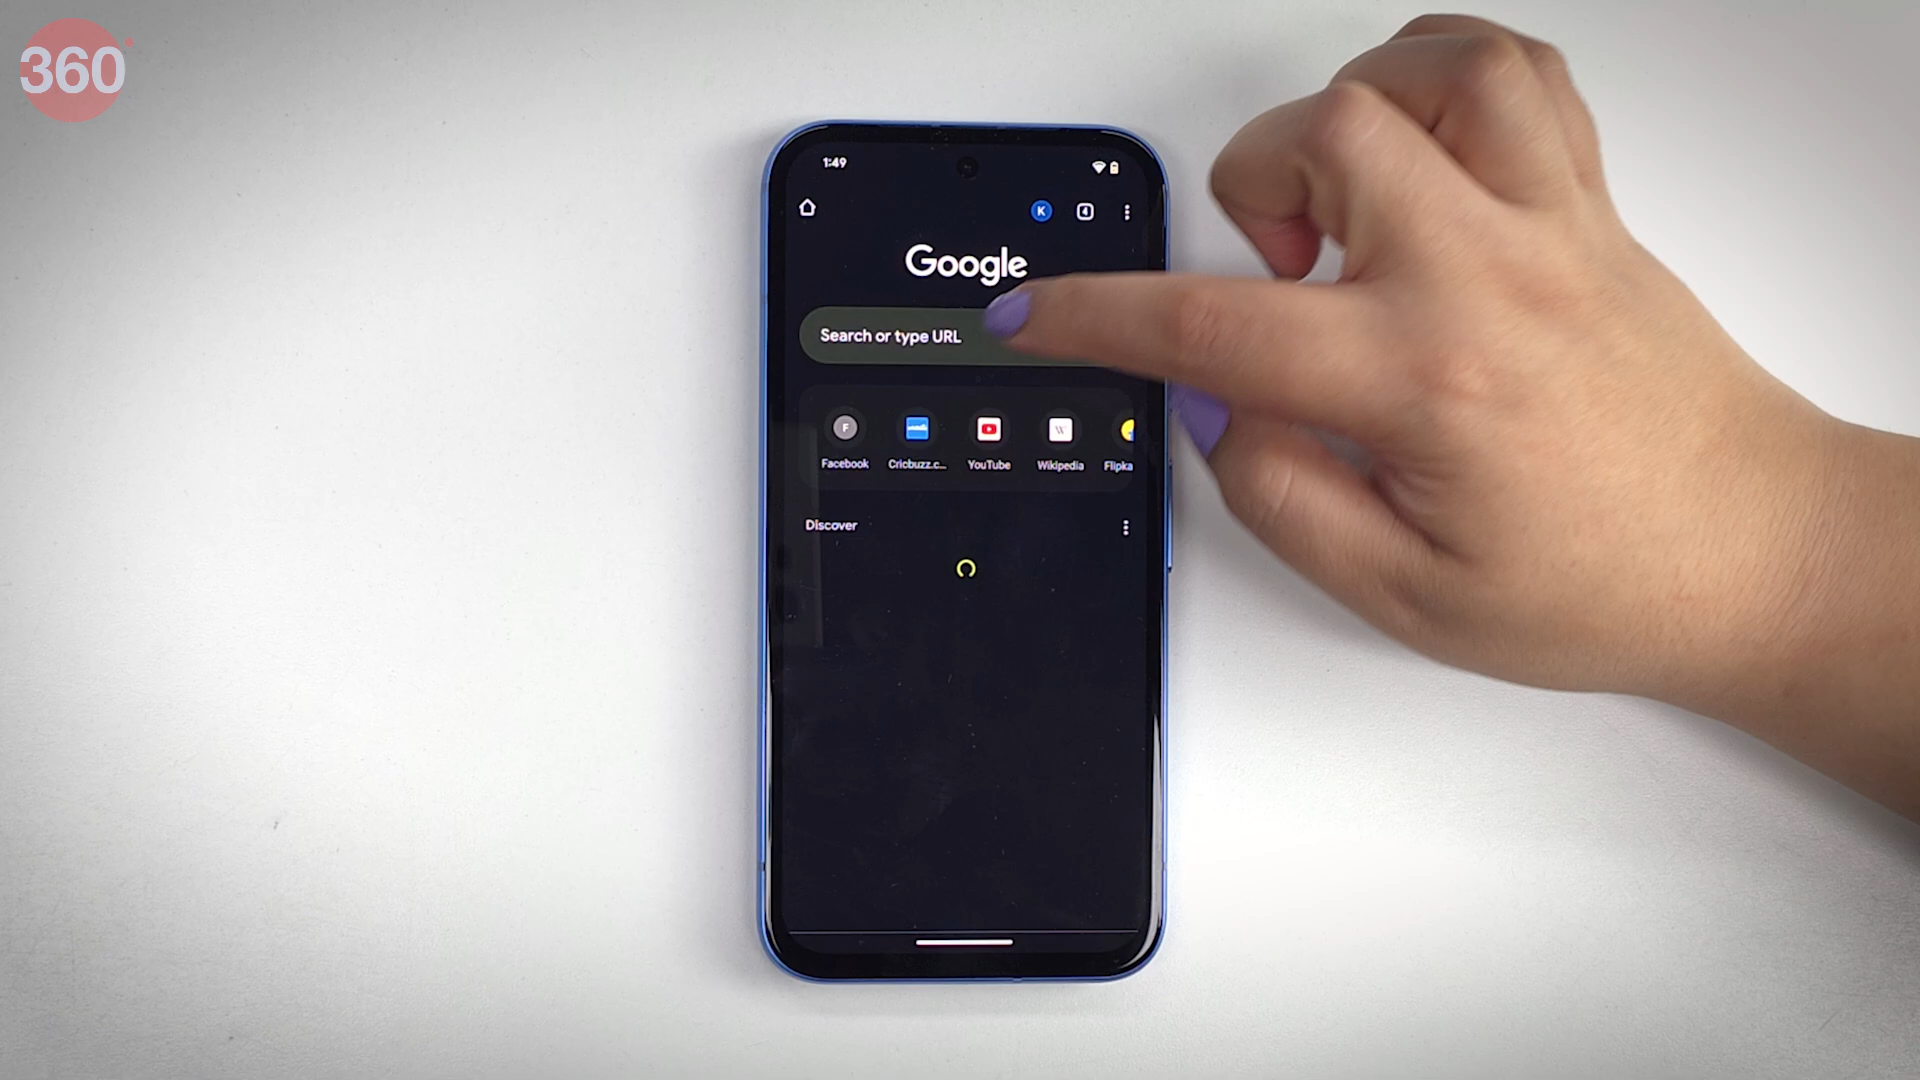 360
1:49
K
4
Google
Search or type URL
F
W
Facebook
Cricbuzz.c...
YouTube
Wikipedia
Flipka
Discover